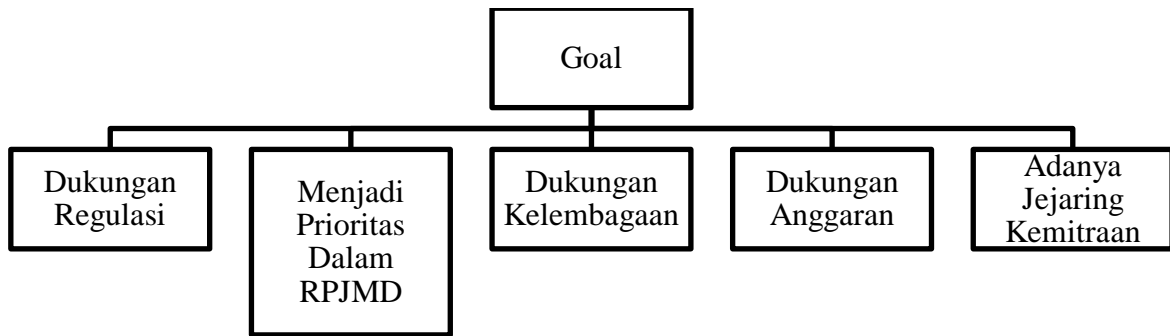 Goal
Dukungan
Regulasi
Menjadi
Prioritas
Dalam
RPJMD
Dukungan
Kelembagaan
Dukungan
Anggaran
Adanya
Jejaring
Kemitraan